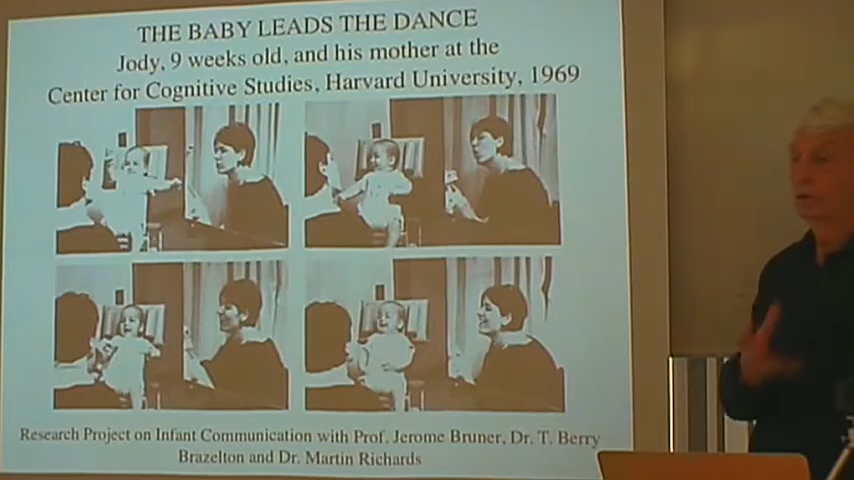 THE BABY LEADS THE DANCE
Jody, 9 weeks old, and his mother at the
Center for Cognitive Studies, Harvard University, 1969
Research Project on Infant Communication with Prof. Jerome Bruner, Dr. T. Berry
Brazelton and Dr. Martin Richards